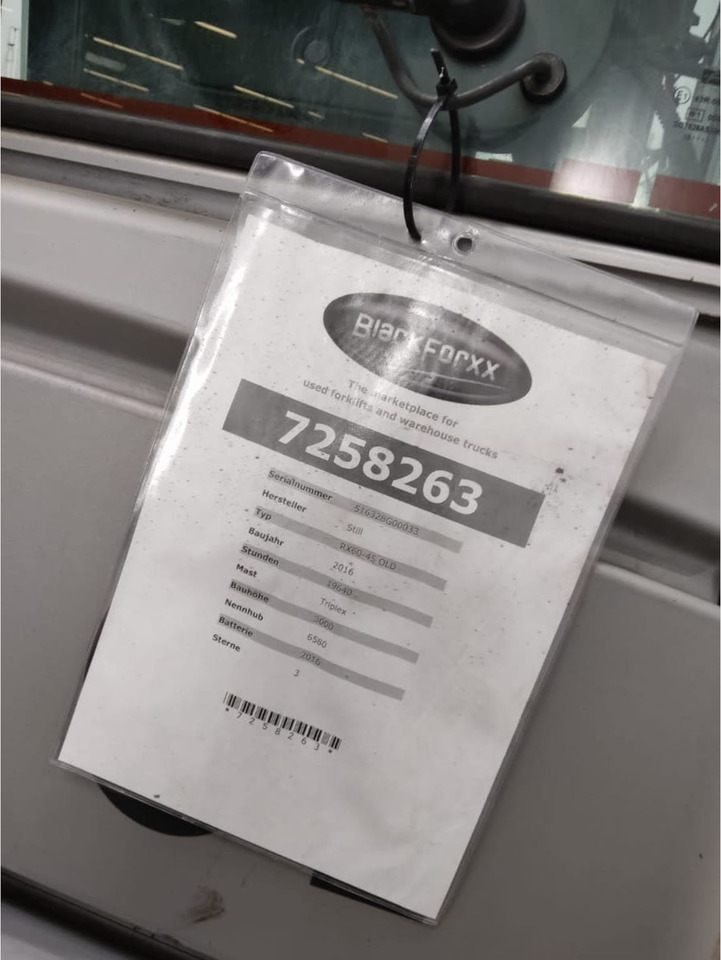 BlackForxx
The marketplace for
used forklifts and warehouse trucks
7258263
Serialnummer 516328G00033
Hersteller Still
Typ RX60-45 OLD
Baujahr 2016
Stunden 19640
Mast Triplex
Bauhöhe 3000
Nennhub 6580
Batterie 2016
Sterne 3
*7258263*